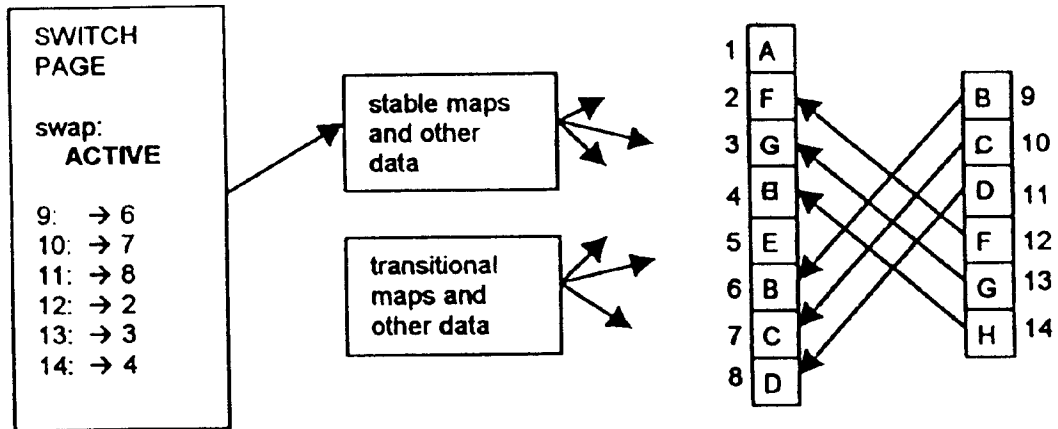 SWITCH
PAGE
swap:
ACTIVE
9: → 6
10: → 7
11: → 8
12: → 2
13: → 3
14: → 4
stable maps
and other
data
transitional
maps and
other data
1 A
2 F
3 G
4
5 E
6 B
7 C
8 D
B 9
C 10
D 11
F 12
G 13
H 14